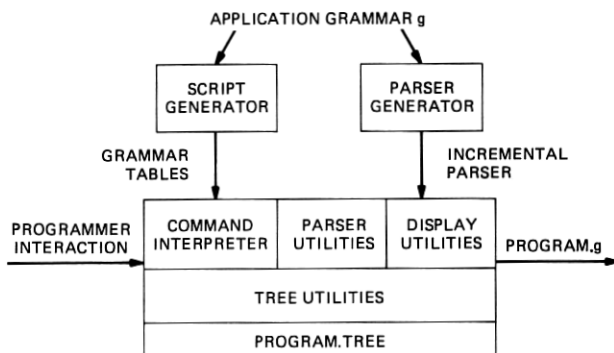 APPLICATION GRAMMAR g
SCRIPT
GENERATOR
PARSER
GENERATOR
GRAMMAR
TABLES
INCREMENTAL
PARSER
PROGRAMMER
INTERACTION
COMMAND
INTERPRETER
PARSER
UTILITIES
DISPLAY
UTILITIES
PROGRAM.g
TREE UTILITIES
PROGRAM.TREE